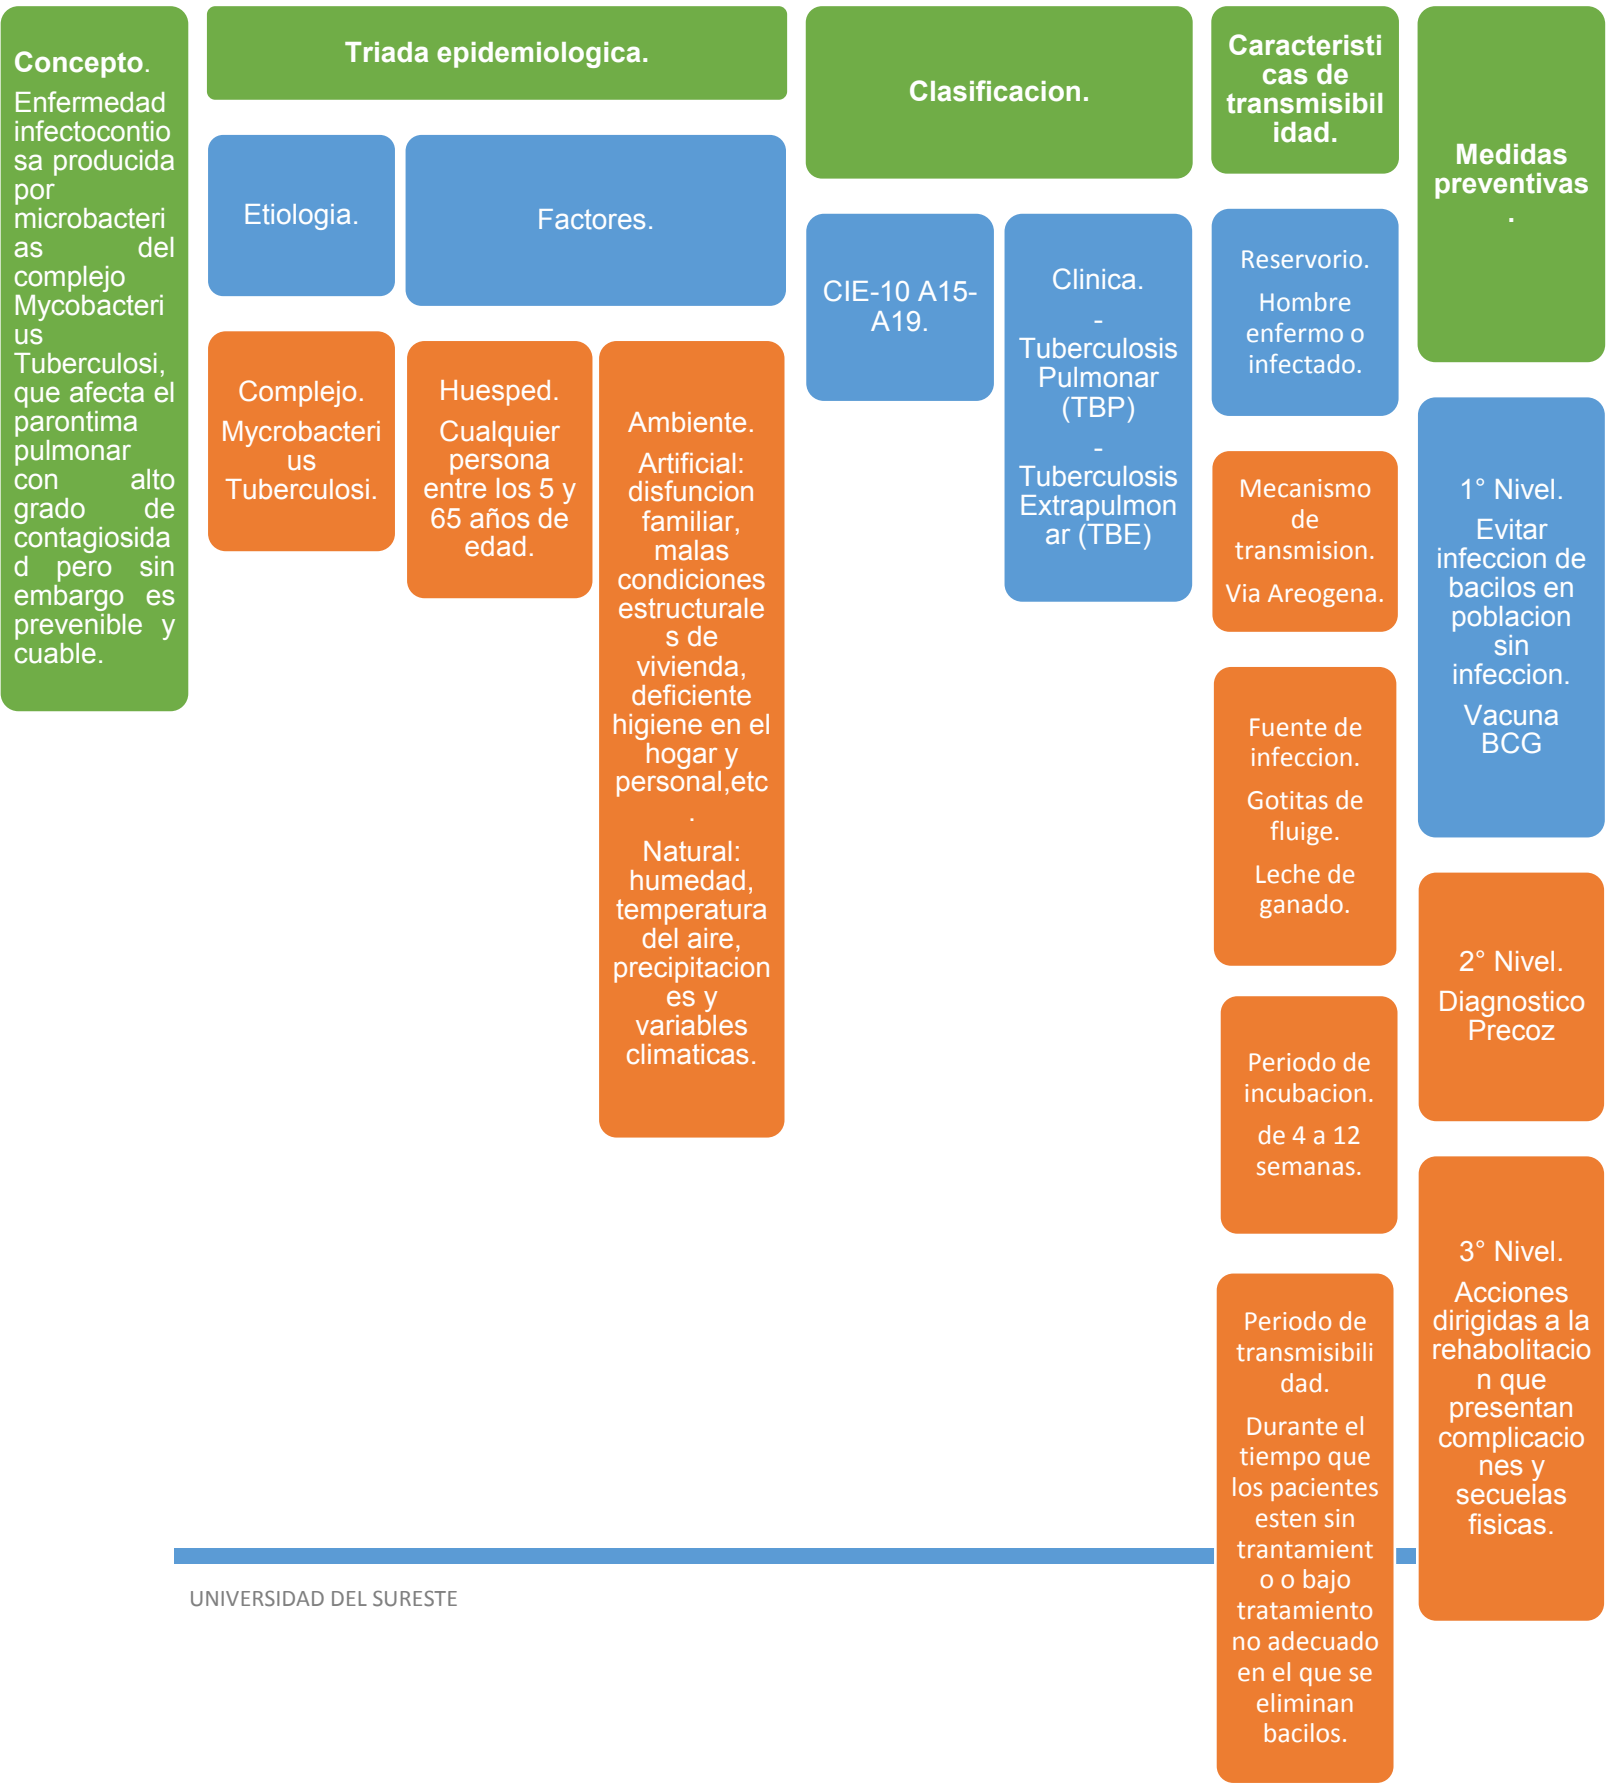 Concepto.
Enfermedad
infectocontio
sa producida
por
microbacteri
as del
complejo
Mycobacteri
us
Tuberculosi,
que afecta el
parontima
pulmonar
con alto
grado de
contagiosida
d pero sin
embargo es
prevenible y
cuable.
Triada epidemiologica.
Etiologia.
Complejo.
Mycrobacteri
us
Tuberculosi.
Factores.
Huesped.
Cualquier
persona
entre los 5 y
65 años de
edad.
Ambiente.
Artificial:
disfuncion
familiar,
malas
condiciones
estructurale
s de
vivienda,
deficiente
higiene en el
hogar y
personal,etc
.
Natural:
humedad,
temperatura
del aire,
precipitacion
es y
variables
climaticas.
Clasificacion.
CIE-10 A15-
A19.
Clinica.
-
Tuberculosis
Pulmonar
(TBP)
-
Tuberculosis
Extrapulmon
ar (TBE)
Caracteristi
cas de
transmisibil
idad.
Reservorio.
Hombre
enfermo o
infectado.
Mecanismo
de
transmision.
Via Areogena.
Fuente de
infeccion.
Gotitas de
fluige.
Leche de
ganado.
Periodo de
incubacion.
de 4 a 12
semanas.
Periodo de
transmisibili
dad.
Durante el
tiempo que
los pacientes
esten sin
trantamient
o o bajo
tratamiento
no adecuado
en el que se
eliminan
bacilos.
Medidas
preventivas
.
1° Nivel.
Evitar
infeccion de
bacilos en
poblacion
sin
infeccion.
Vacuna
BCG
2° Nivel.
Diagnostico
Precoz
3° Nivel.
Acciones
dirigidas a la
rehabolitacio
n que
presentan
complicacio
nes y
secuelas
fisicas.
UNIVERSIDAD DEL SURESTE